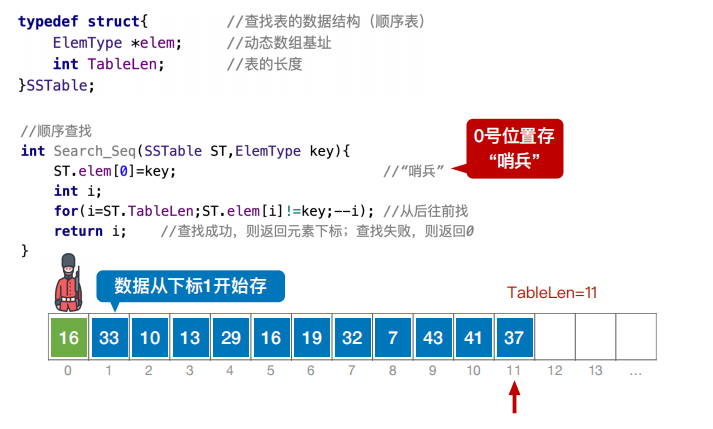 typedef struct{ //查找表的数据结构（顺序表）
ElemType *elem; //动态数组基址
int TableLen; //表的长度
}SSTable;
//顺序查找
int Search_Seq(SSTable ST,ElemType key){
ST.elem[0]=key; //“哨兵”
int i;
for(i=ST.TableLen;ST.elem[i]!=key;--i); //从后往前找
return i; //查找成功，则返回元素下标；查找失败，则返回0
}
0号位置存
“哨兵”
数据从下标1开始存
TableLen=11
16 33 10 13 29 16 19 32 7 43 41 37
0 1 2 3 4 5 6 7 8 9 10 11 12 13 ...